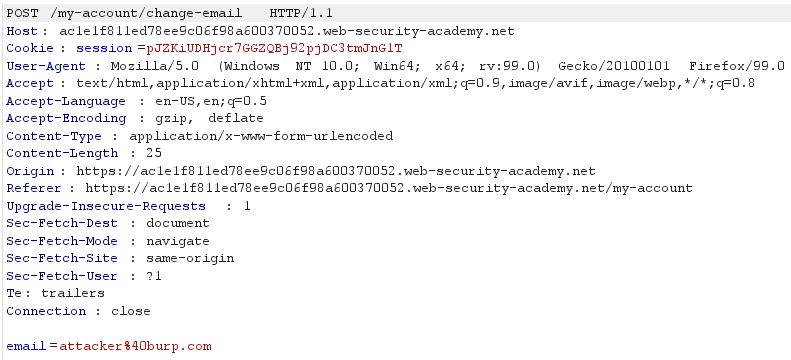 POST /my-account/change-email HTTP/1.1
Host: ac1e1f811ed78ee9c06f98a600370052.web-security-academy.net
Cookie: session=pJZKiUDHjcr7GGZQBj92pjDC3tmJnG1T
User-Agent: Mozilla/5.0 (Windows NT 10.0; Win64; x64; rv:99.0) Gecko/20100101 Firefox/99.0
Accept: text/html,application/xhtml+xml,application/xml;q=0.9,image/avif,image/webp,*/*;q=0.8
Accept-Language: en-US,en;q=0.5
Accept-Encoding: gzip, deflate
Content-Type: application/x-www-form-urlencoded
Content-Length: 25
Origin: https://ac1e1f811ed78ee9c06f98a600370052.web-security-academy.net
Referer: https://ac1e1f811ed78ee9c06f98a600370052.web-security-academy.net/my-account
Upgrade-Insecure-Requests: 1
Sec-Fetch-Dest: document
Sec-Fetch-Mode: navigate
Sec-Fetch-Site: same-origin
Sec-Fetch-User: ?1
Te: trailers
Connection: close
email=attacker%40burp.com